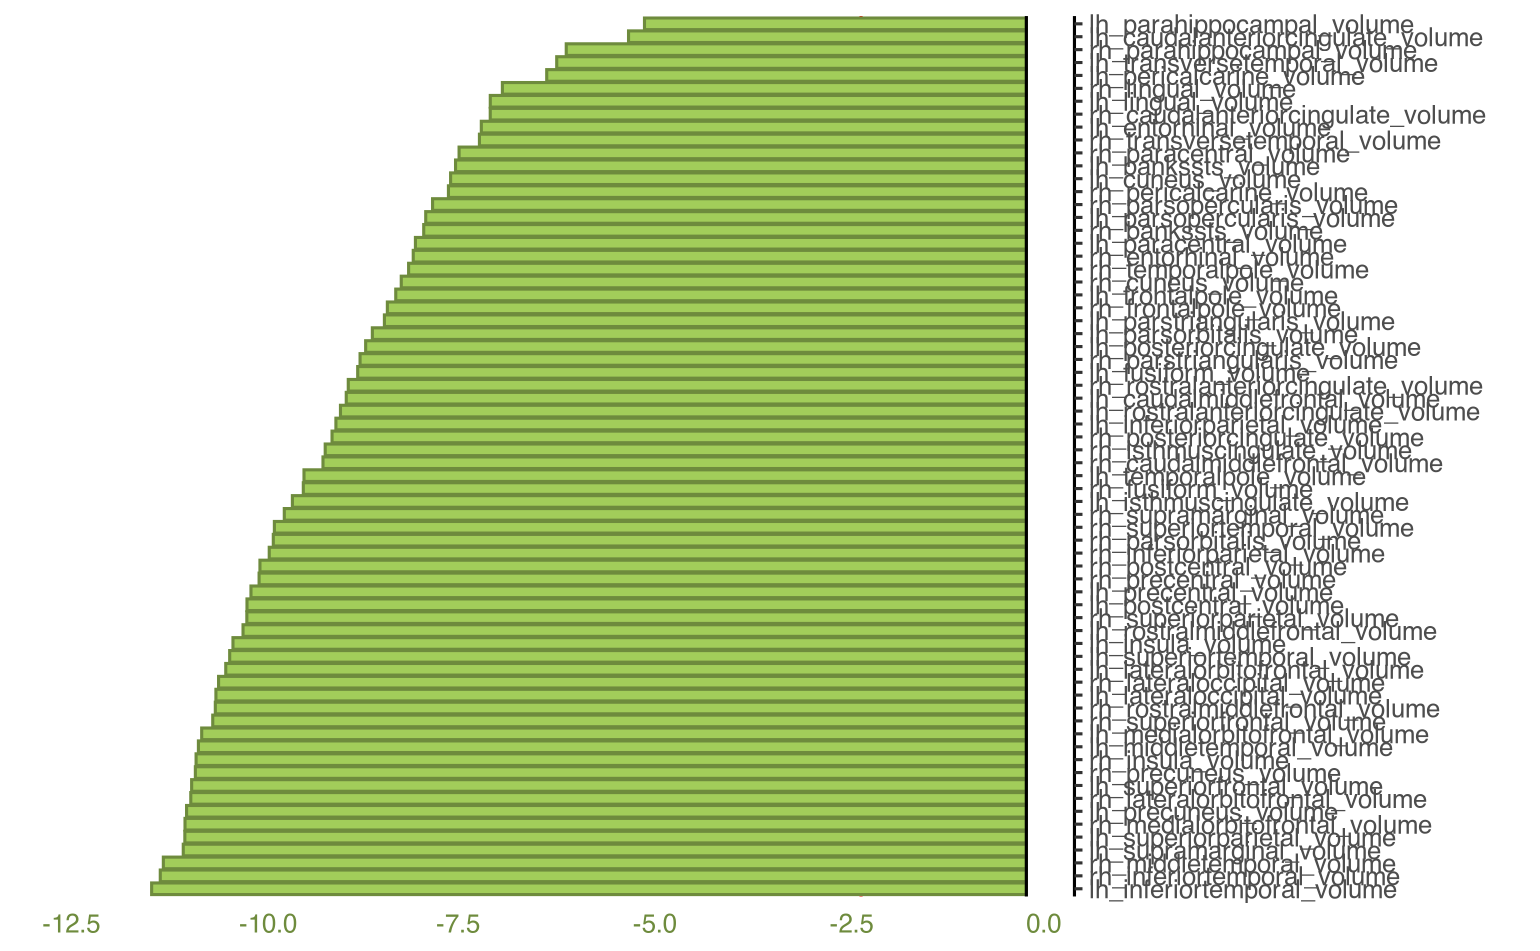 lh_parahippocampal_volume
lh_caudalanteriorcingulate_volume
rh_parahippocampal_volume
lh_transversetemporal_volume
lh_pericalcarine_volume
rh_lingual_volume
lh_lingual_volume
rh_caudalanteriorcingulate_volume
lh_entorhinal_volume
rh_transversetemporal_volume
rh_paracentral_volume
lh_bankssts_volume
lh_cuneus_volume
rh_pericalcarine_volume
rh_parsopercularis_volume
lh_parsopercularis_volume
rh_bankssts_volume
lh_paracentral_volume
rh_entorhinal_volume
rh_temporalpole_volume
rh_cuneus_volume
lh_frontalpole_volume
rh_frontalpole_volume
lh_parstriangularis_volume
lh_parsorbitalis_volume
lh_posteriorcingulate_volume
rh_parstriangularis_volume
lh_fusiform_volume
rh_rostralanteriorcingulate_volume
lh_caudalmiddlefrontal_volume
lh_rostralanteriorcingulate_volume
lh_inferiorparietal_volume
rh_posteriorcingulate_volume
rh_isthmuscingulate_volume
rh_caudalmiddlefrontal_volume
lh_temporalpole_volume
rh_fusiform_volume
lh_isthmuscingulate_volume
rh_supramarginal_volume
rh_superiortemporal_volume
rh_parsorbitalis_volume
rh_inferiorparietal_volume
rh_postcentral_volume
rh_precentral_volume
lh_precentral_volume
lh_postcentral_volume
rh_superiorparietal_volume
lh_rostralmiddlefrontal_volume
lh_insula_volume
lh_superiortemporal_volume
lh_lateralorbitofrontal_volume
rh_lateraloccipital_volume
lh_lateraloccipital_volume
rh_rostralmiddlefrontal_volume
rh_superiorfrontal_volume
lh_medialorbitofrontal_volume
lh_middletemporal_volume
rh_insula_volume
rh_precuneus_volume
lh_superiorfrontal_volume
rh_lateralorbitofrontal_volume
lh_precuneus_volume
rh_medialorbitofrontal_volume
lh_superiorparietal_volume
lh_supramarginal_volume
rh_middletemporal_volume
rh_inferiortemporal_volume
lh_inferiortemporal_volume
-12.5 -10.0 -7.5 -5.0 -2.5 0.0